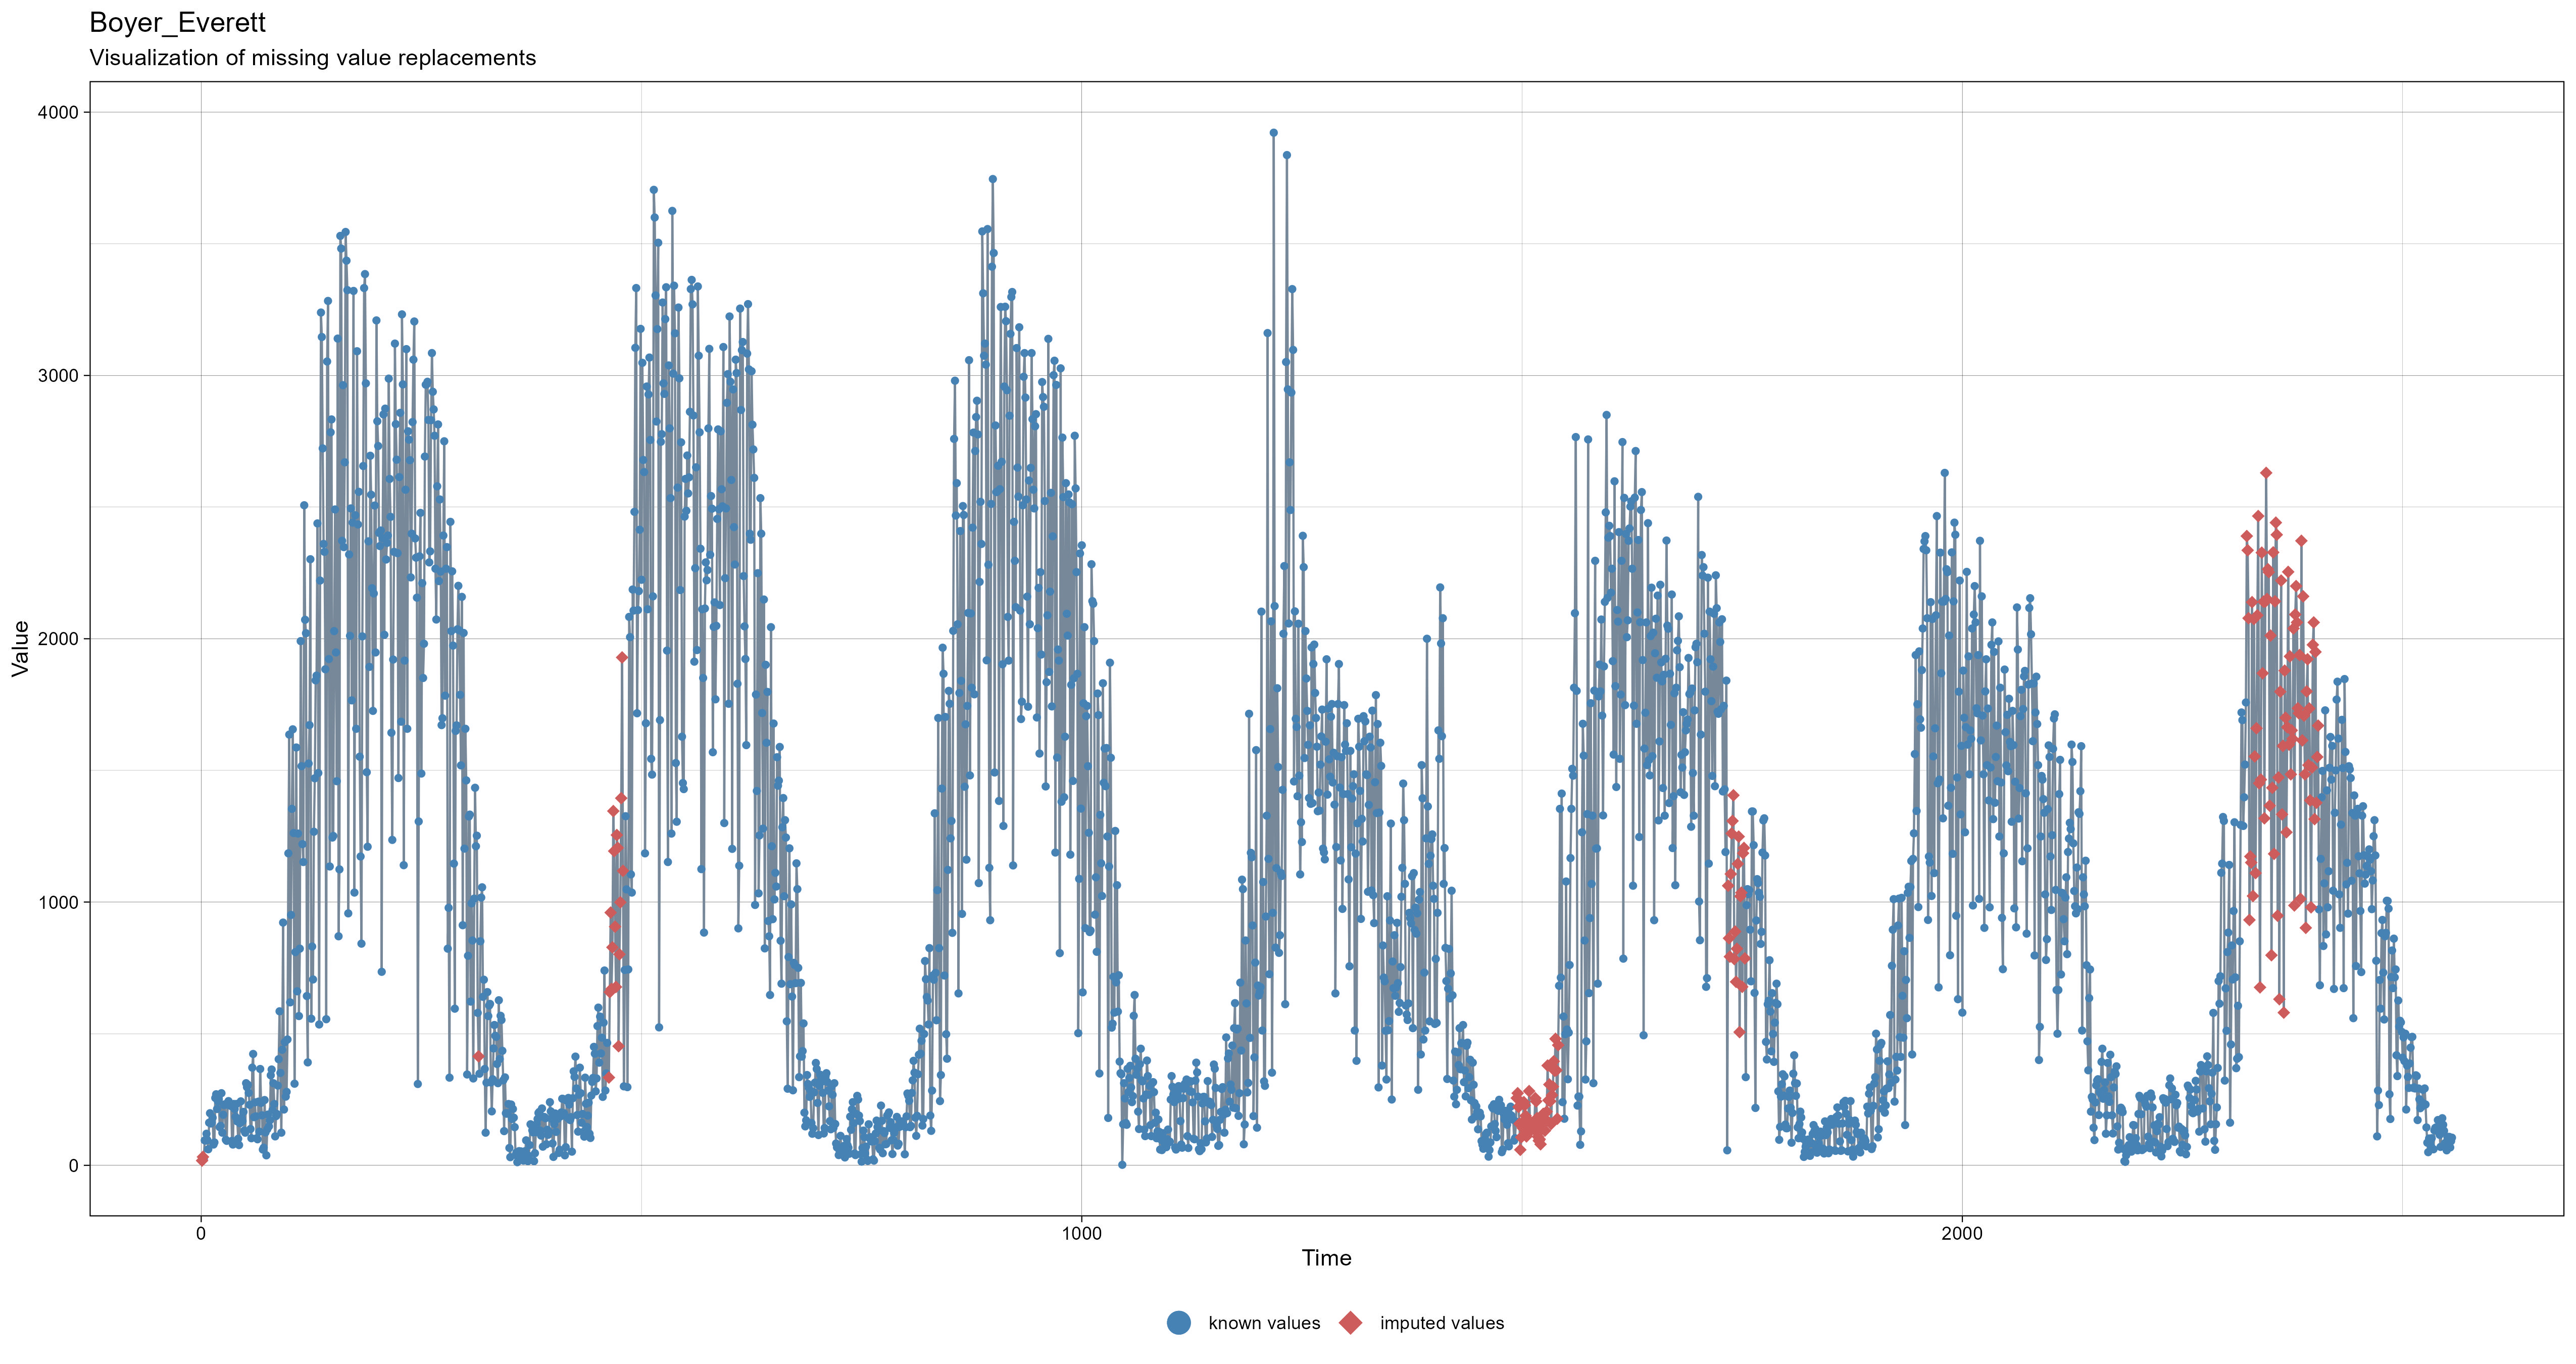 Boyer_Everett
Visualization of missing value replacements
4000
3000
2000
1000
0
Value
0
1000
2000
Time
known values
imputed values